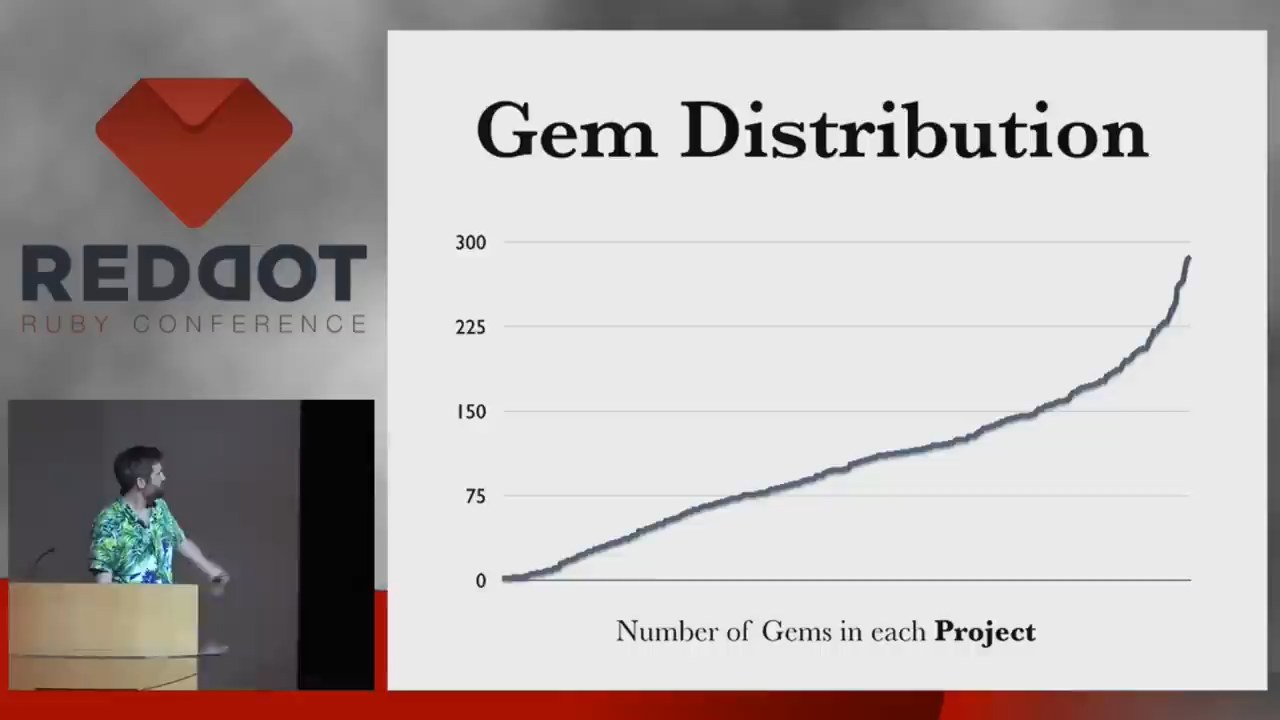 REDDOT
RUBY CONFERENCE
Gem Distribution
300
225
150
75
0
Number of Gems in each Project